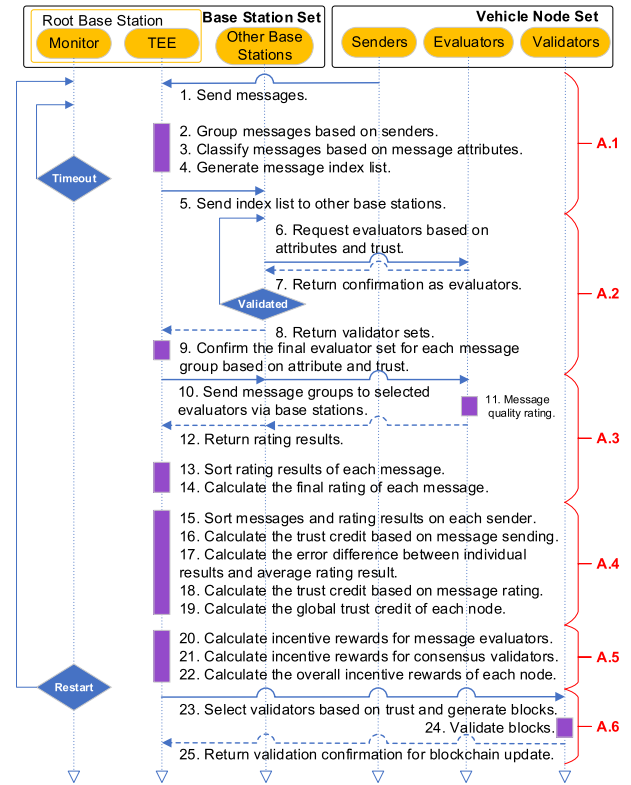 Root Base Station
Base Station Set
Vehicle Node Set
Monitor
TEE
Other Base
Stations
Senders
Evaluators
Validators
1. Send messages.
2. Group messages based on senders.
3. Classify messages based on message attributes.
4. Generate message index list.
A.1
Timeout
5. Send index list to other base stations.
6. Request evaluators based on
attributes and trust.
7. Return confirmation as evaluators.
A.2
Validated
8. Return validator sets.
9. Confirm the final evaluator set for each message
group based on attribute and trust.
10. Send message groups to selected
evaluators via base stations.
11. Message
quality rating.
12. Return rating results.
A.3
13. Sort rating results of each message.
14. Calculate the final rating of each message.
15. Sort messages and rating results on each sender.
16. Calculate the trust credit based on message sending.
17. Calculate the error difference between individual
results and average rating result.
18. Calculate the trust credit based on message rating.
19. Calculate the global trust credit of each node.
A.4
20. Calculate incentive rewards for message evaluators.
21. Calculate incentive rewards for consensus validators.
22. Calculate the overall incentive rewards of each node.
A.5
Restart
23. Select validators based on trust and generate blocks.
24. Validate blocks.
A.6
25. Return validation confirmation for blockchain update.